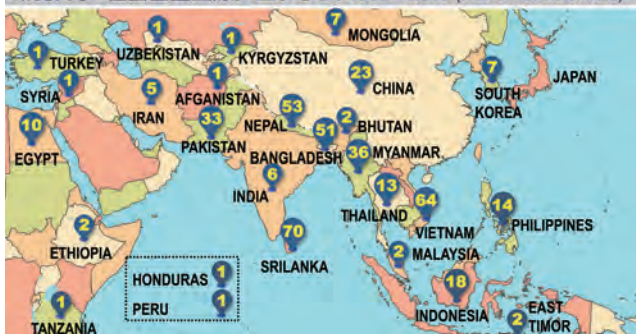 7
MONGOLIA
1
UZBEKISTAN
1
KYRGYZSTAN
1
TURKEY
1
SYRIA
5
IRAN
1
AFGANISTAN
23
CHINA
7
SOUTH
KOREA
JAPAN
10
EGYPT
33
PAKISTAN
53
NEPAL
2
BHUTAN
51
BANGLADESH
36
MYANMAR
6
INDIA
13
THAILAND
64
VIETNAM
14
PHILIPPINES
2
ETHIOPIA
70
SRILANKA
2
MALAYSIA
18
INDONESIA
2
EAST
TIMOR
HONDURAS 1
PERU 1
1
TANZANIA